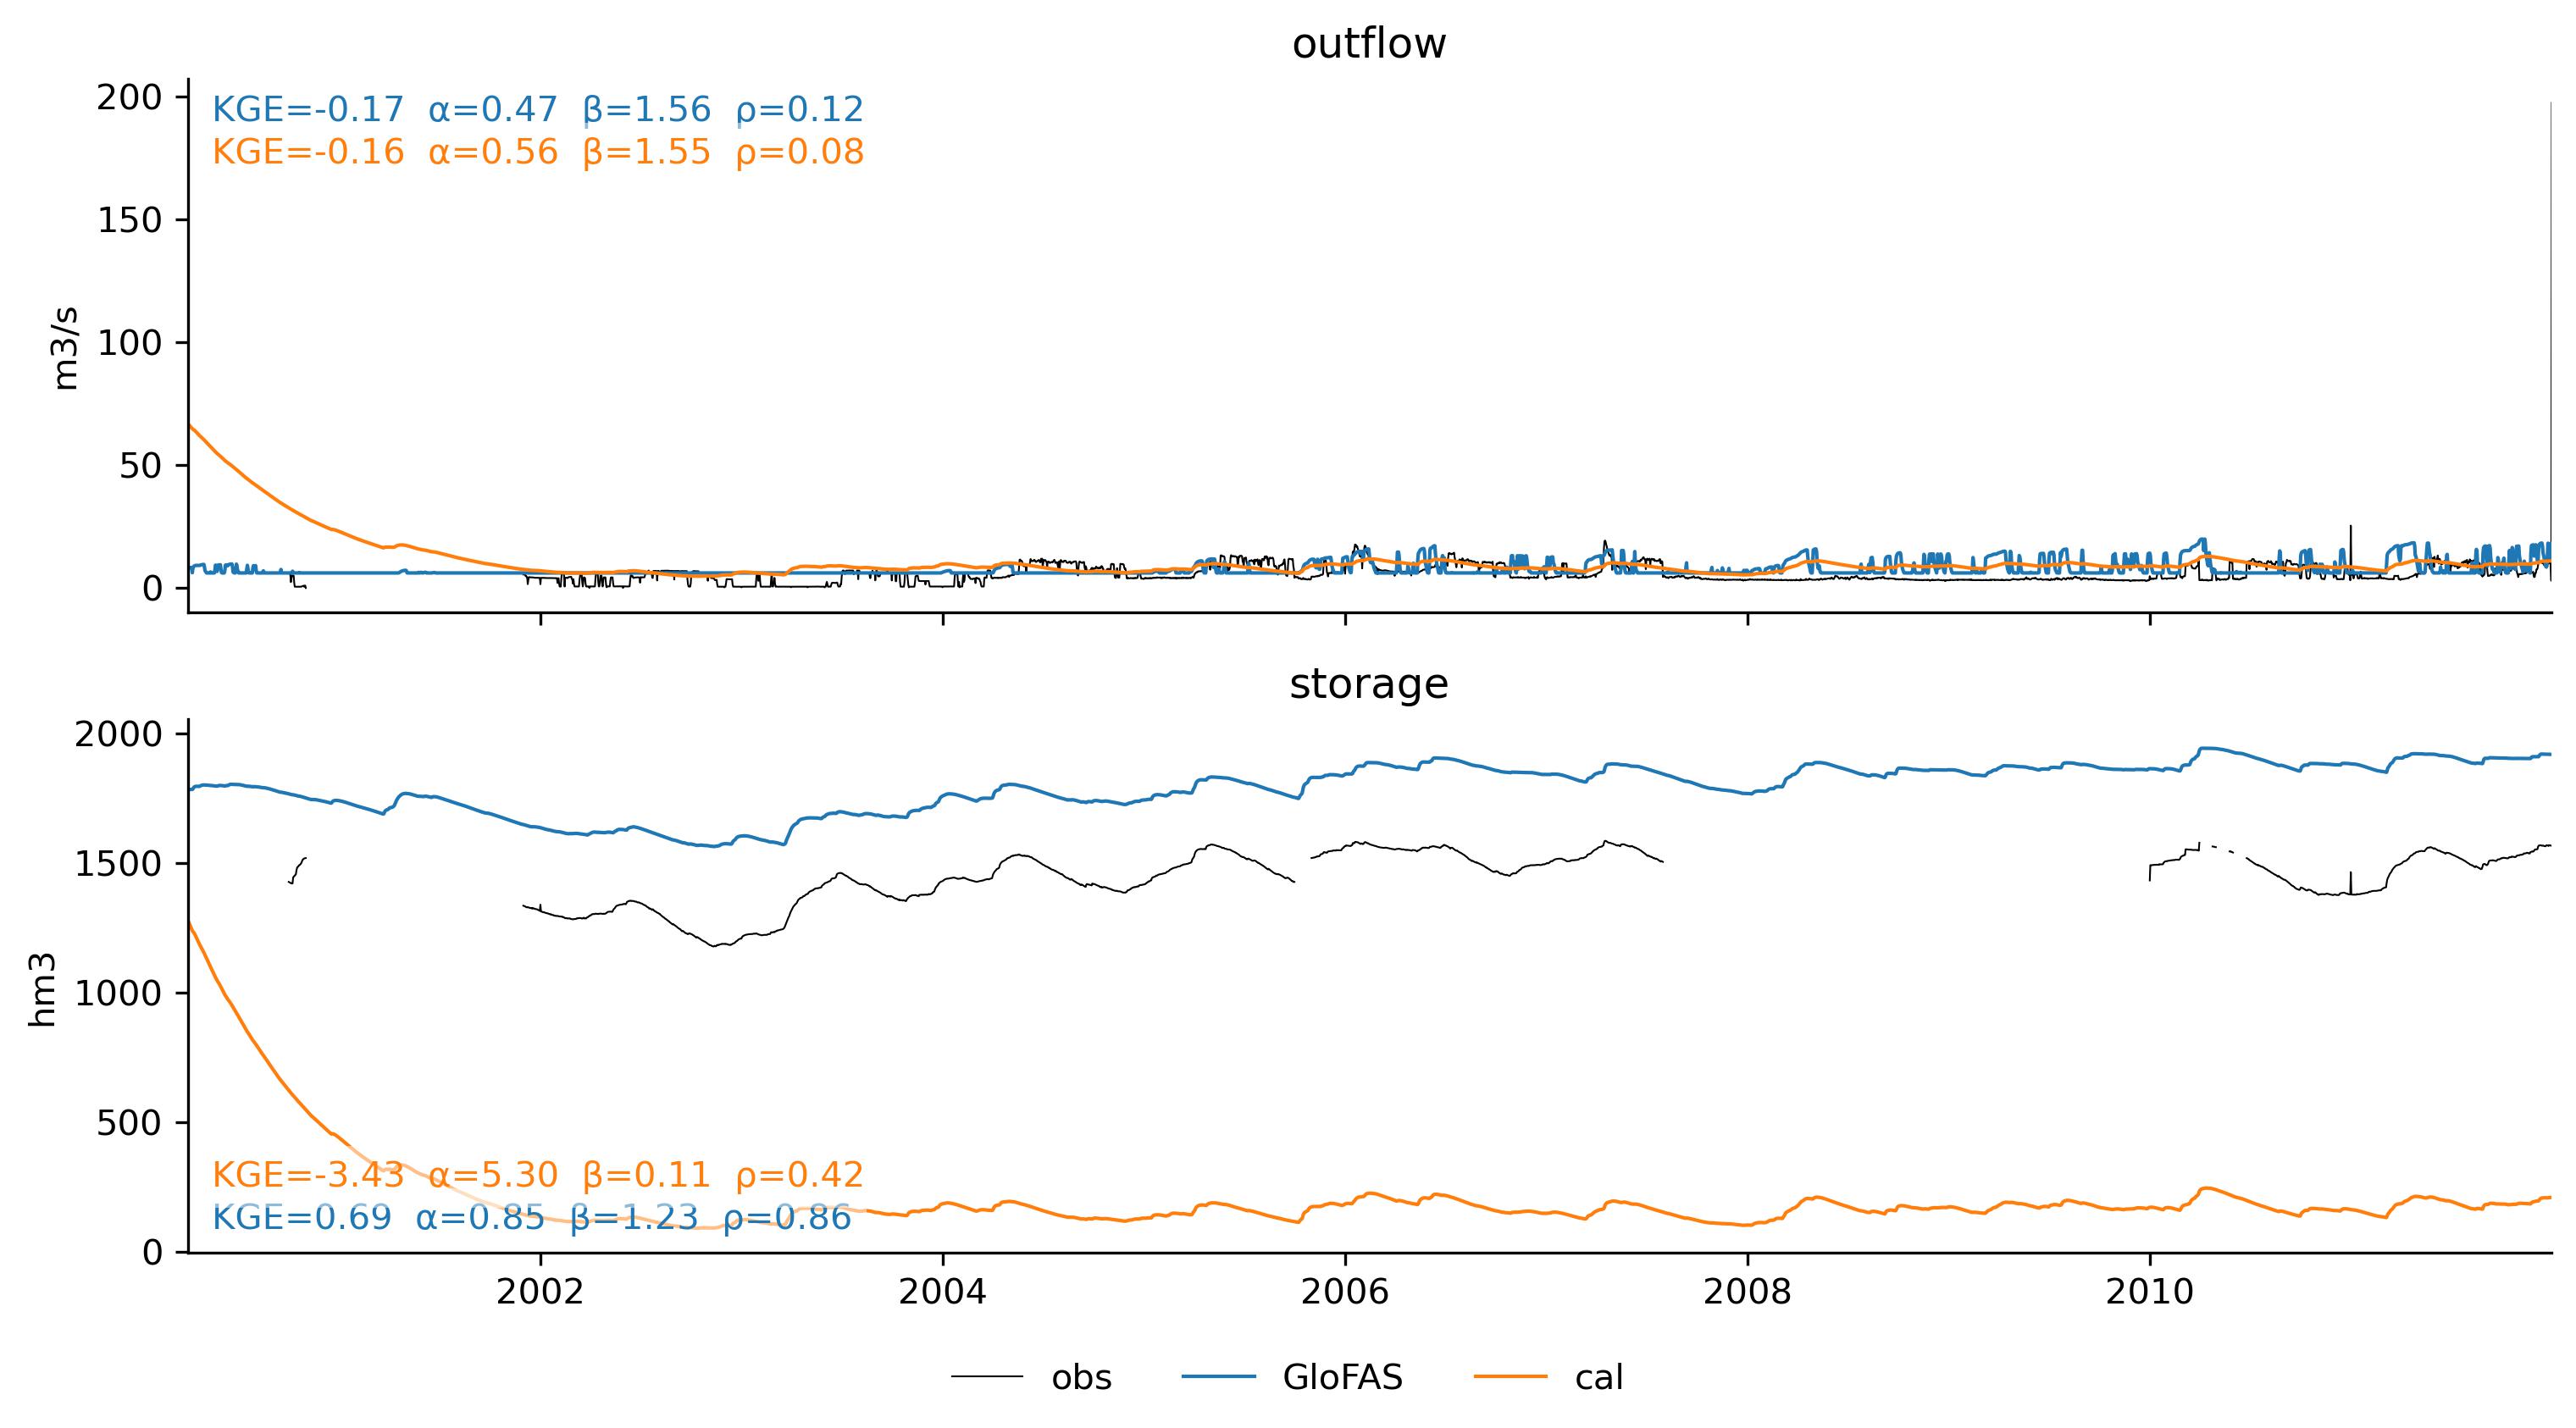 outflow
200
150
100
50
0
m3/s
KGE=-0.17 α=0.47 β=1.56 ρ=0.12
KGE=-0.16 α=0.56 β=1.55 ρ=0.08
storage
2000
1500
1000
500
0
hm3
KGE=-3.43 α=5.30 β=0.11 ρ=0.42
KGE=0.69 α=0.85 β=1.23 ρ=0.86
2002 2004 2006 2008 2010
obs GloFAS cal